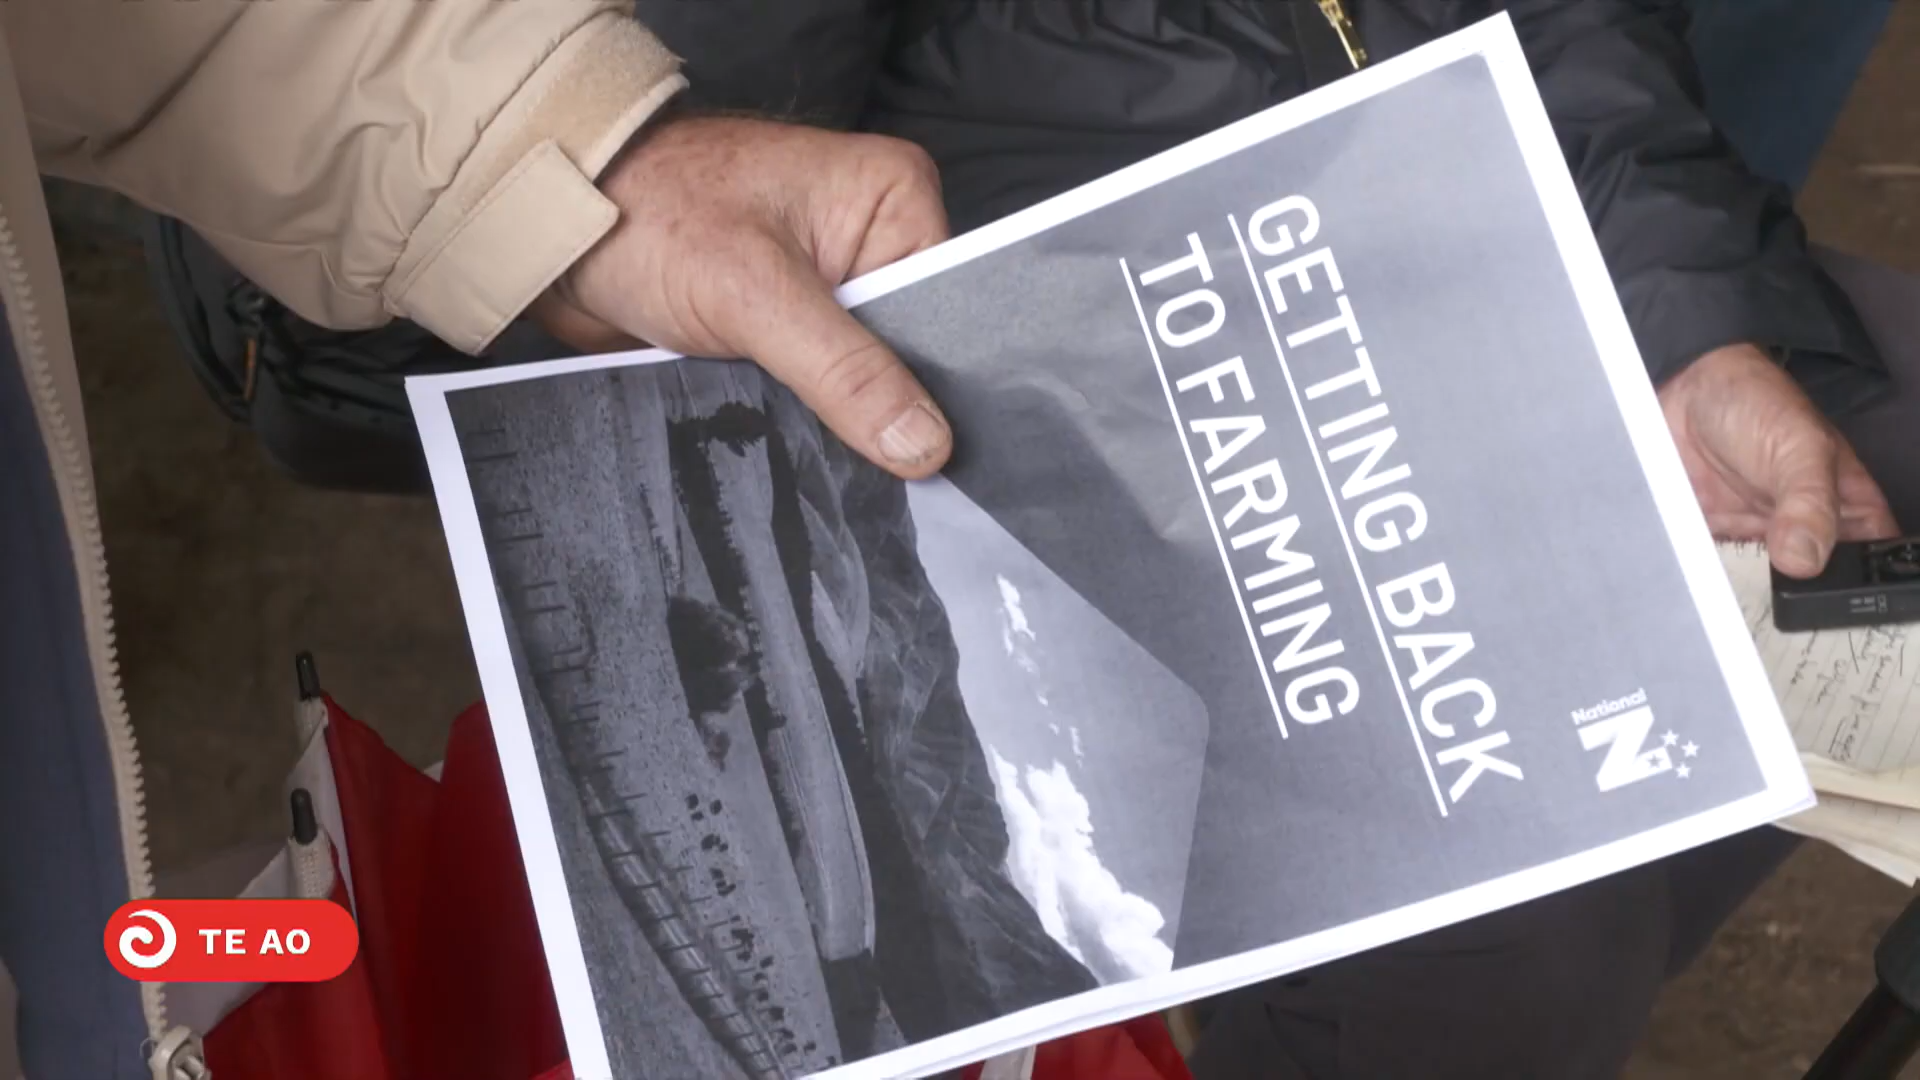 GETTING BACK
TO FARMING
National
N
TE AO